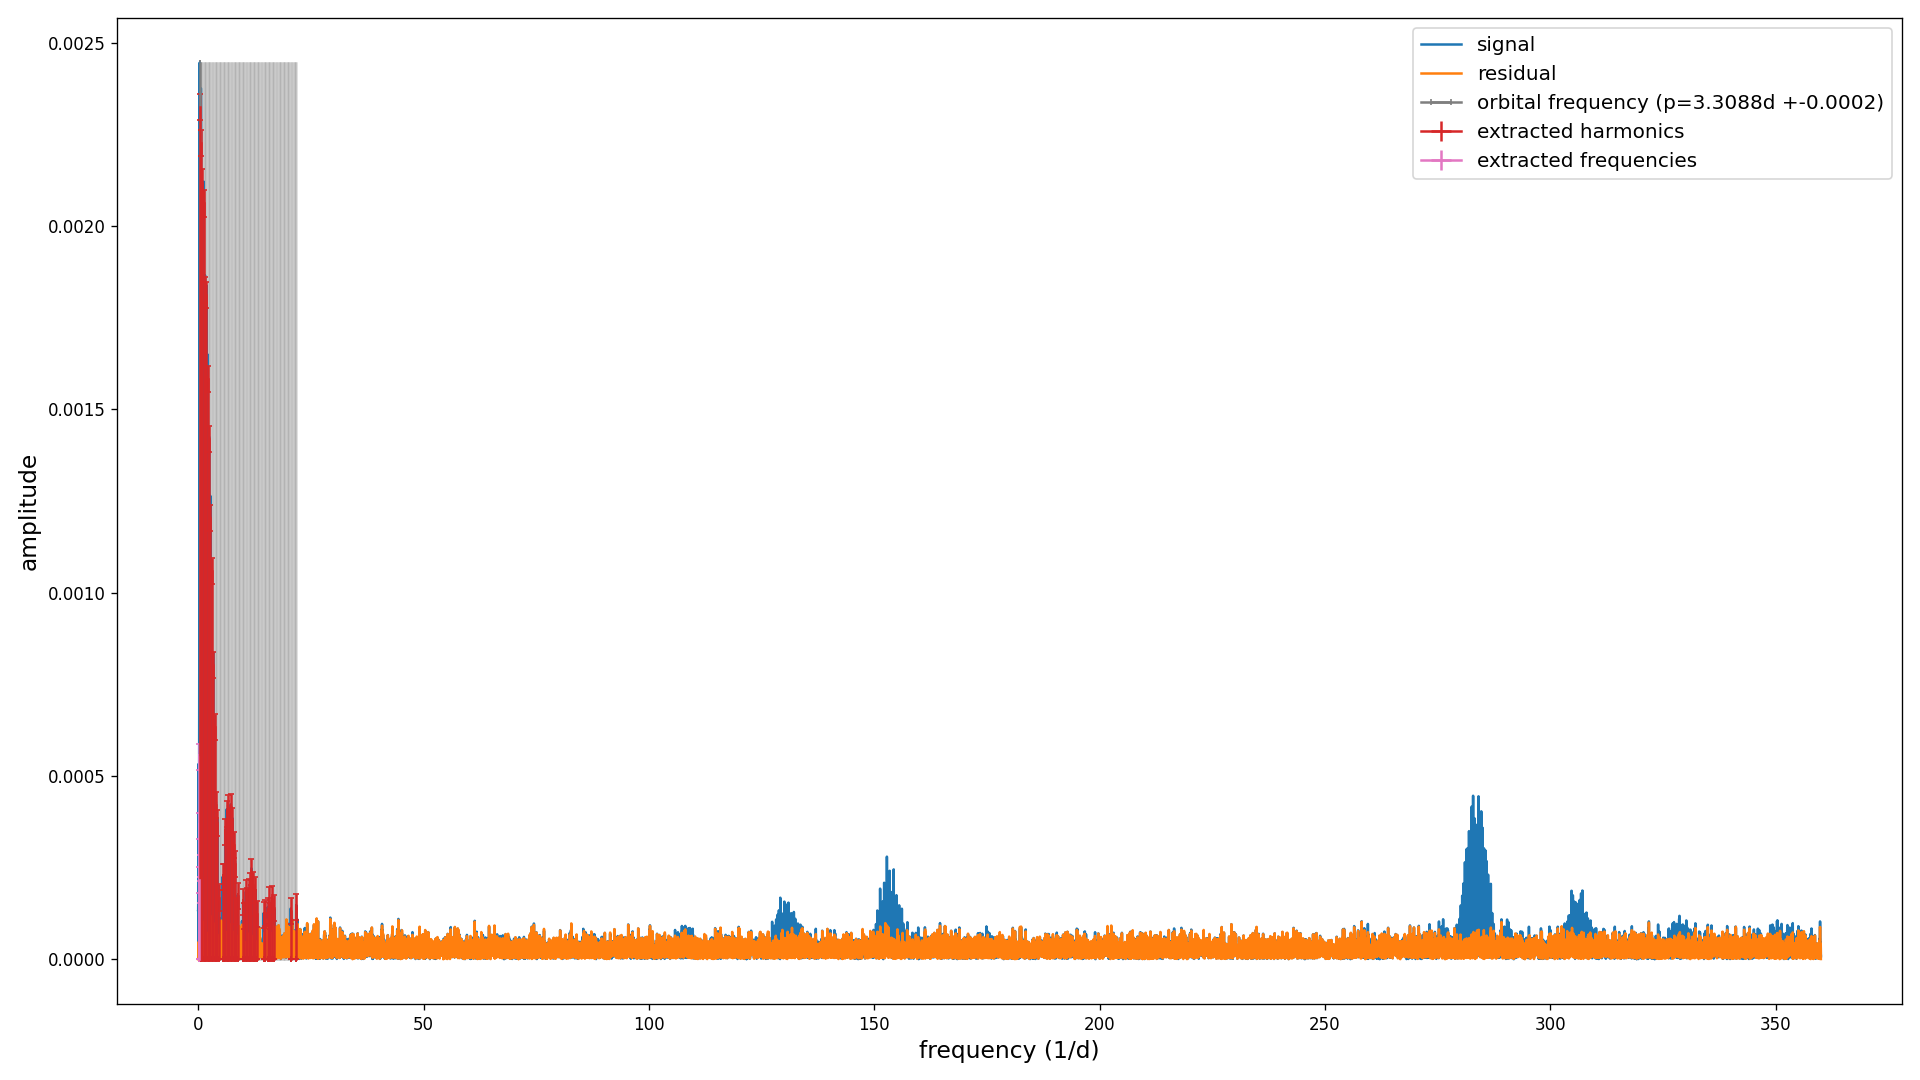 signal
residual
orbital frequency (p=3.3088d +-0.0002)
extracted harmonics
extracted frequencies
amplitude
0.0025
0.0020
0.0015
0.0010
0.0005
0.0000
0 50 100 150 200 250 300 350
frequency (1/d)